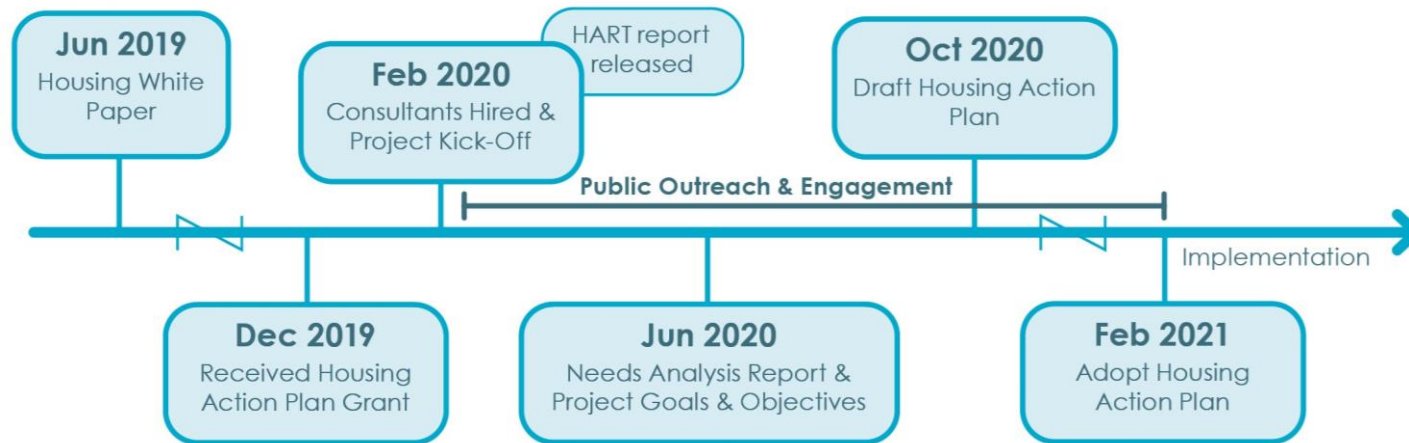 Jun 2019
Housing White
Paper
Feb 2020
Consultants Hired &
Project Kick-Off
HART report
released
Oct 2020
Draft Housing Action
Plan
Public Outreach & Engagement
Implementation
Dec 2019
Received Housing
Action Plan Grant
Jun 2020
Needs Analysis Report &
Project Goals & Objectives
Feb 2021
Adopt Housing
Action Plan